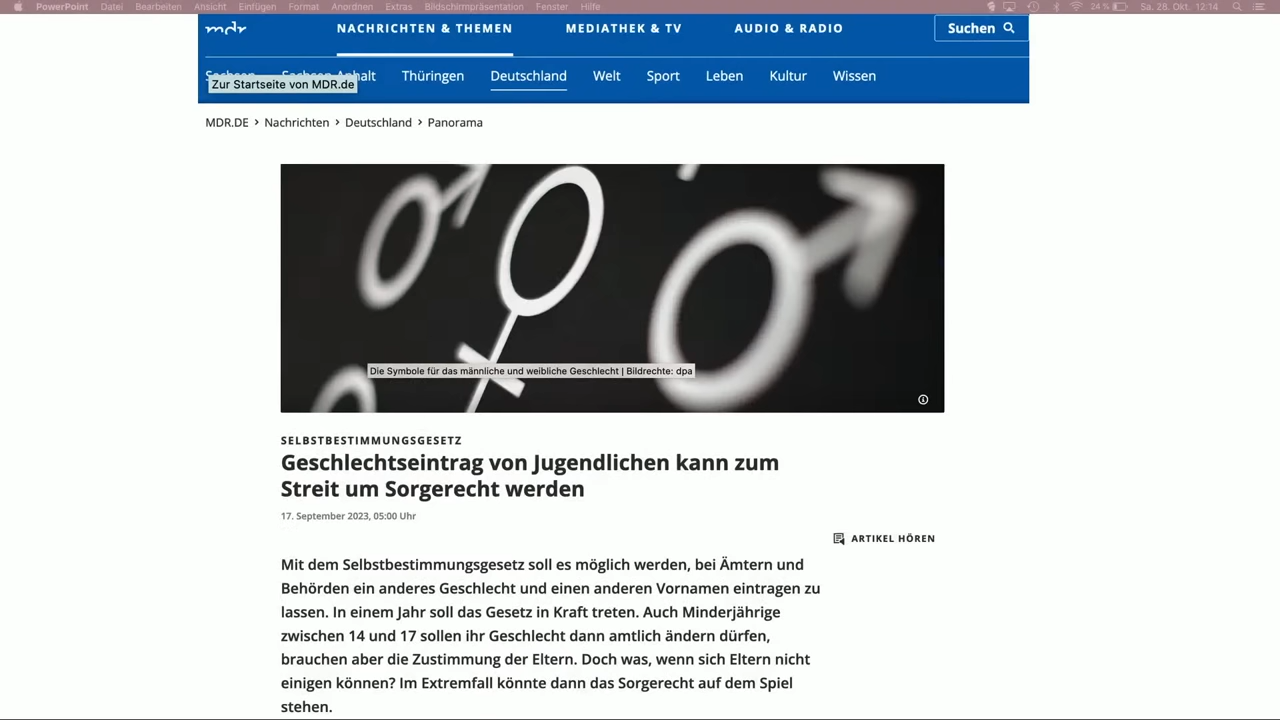 PowerPoint Datei Bearbeiten Ansicht Einfügen Format Anordnen Extras Bildschirmpräsentation Fenster Hilfe 24 % Sa. 28. Okt. 12:14
mdr NACHRICHTEN & THEMEN MEDIATHEK & TV AUDIO & RADIO Suchen
Sachsen Sachsen-Anhalt Thüringen Deutschland Welt Sport Leben Kultur Wissen
Zur Startseite von MDR.de
MDR.DE > Nachrichten > Deutschland > Panorama
Die Symbole für das männliche und weibliche Geschlecht | Bildrechte: dpa
SELBSTBESTIMMUNGSGESETZ
Geschlechtseintrag von Jugendlichen kann zum
Streit um Sorgerecht werden
17. September 2023, 05:00 Uhr
ARTIKEL HÖREN
Mit dem Selbstbestimmungsgesetz soll es möglich werden, bei Ämtern und
Behörden ein anderes Geschlecht und einen anderen Vornamen eintragen zu
lassen. In einem Jahr soll das Gesetz in Kraft treten. Auch Minderjährige
zwischen 14 und 17 sollen ihr Geschlecht dann amtlich ändern dürfen,
brauchen aber die Zustimmung der Eltern. Doch was, wenn sich Eltern nicht
einigen können? Im Extremfall könnte dann das Sorgerecht auf dem Spiel
stehen.